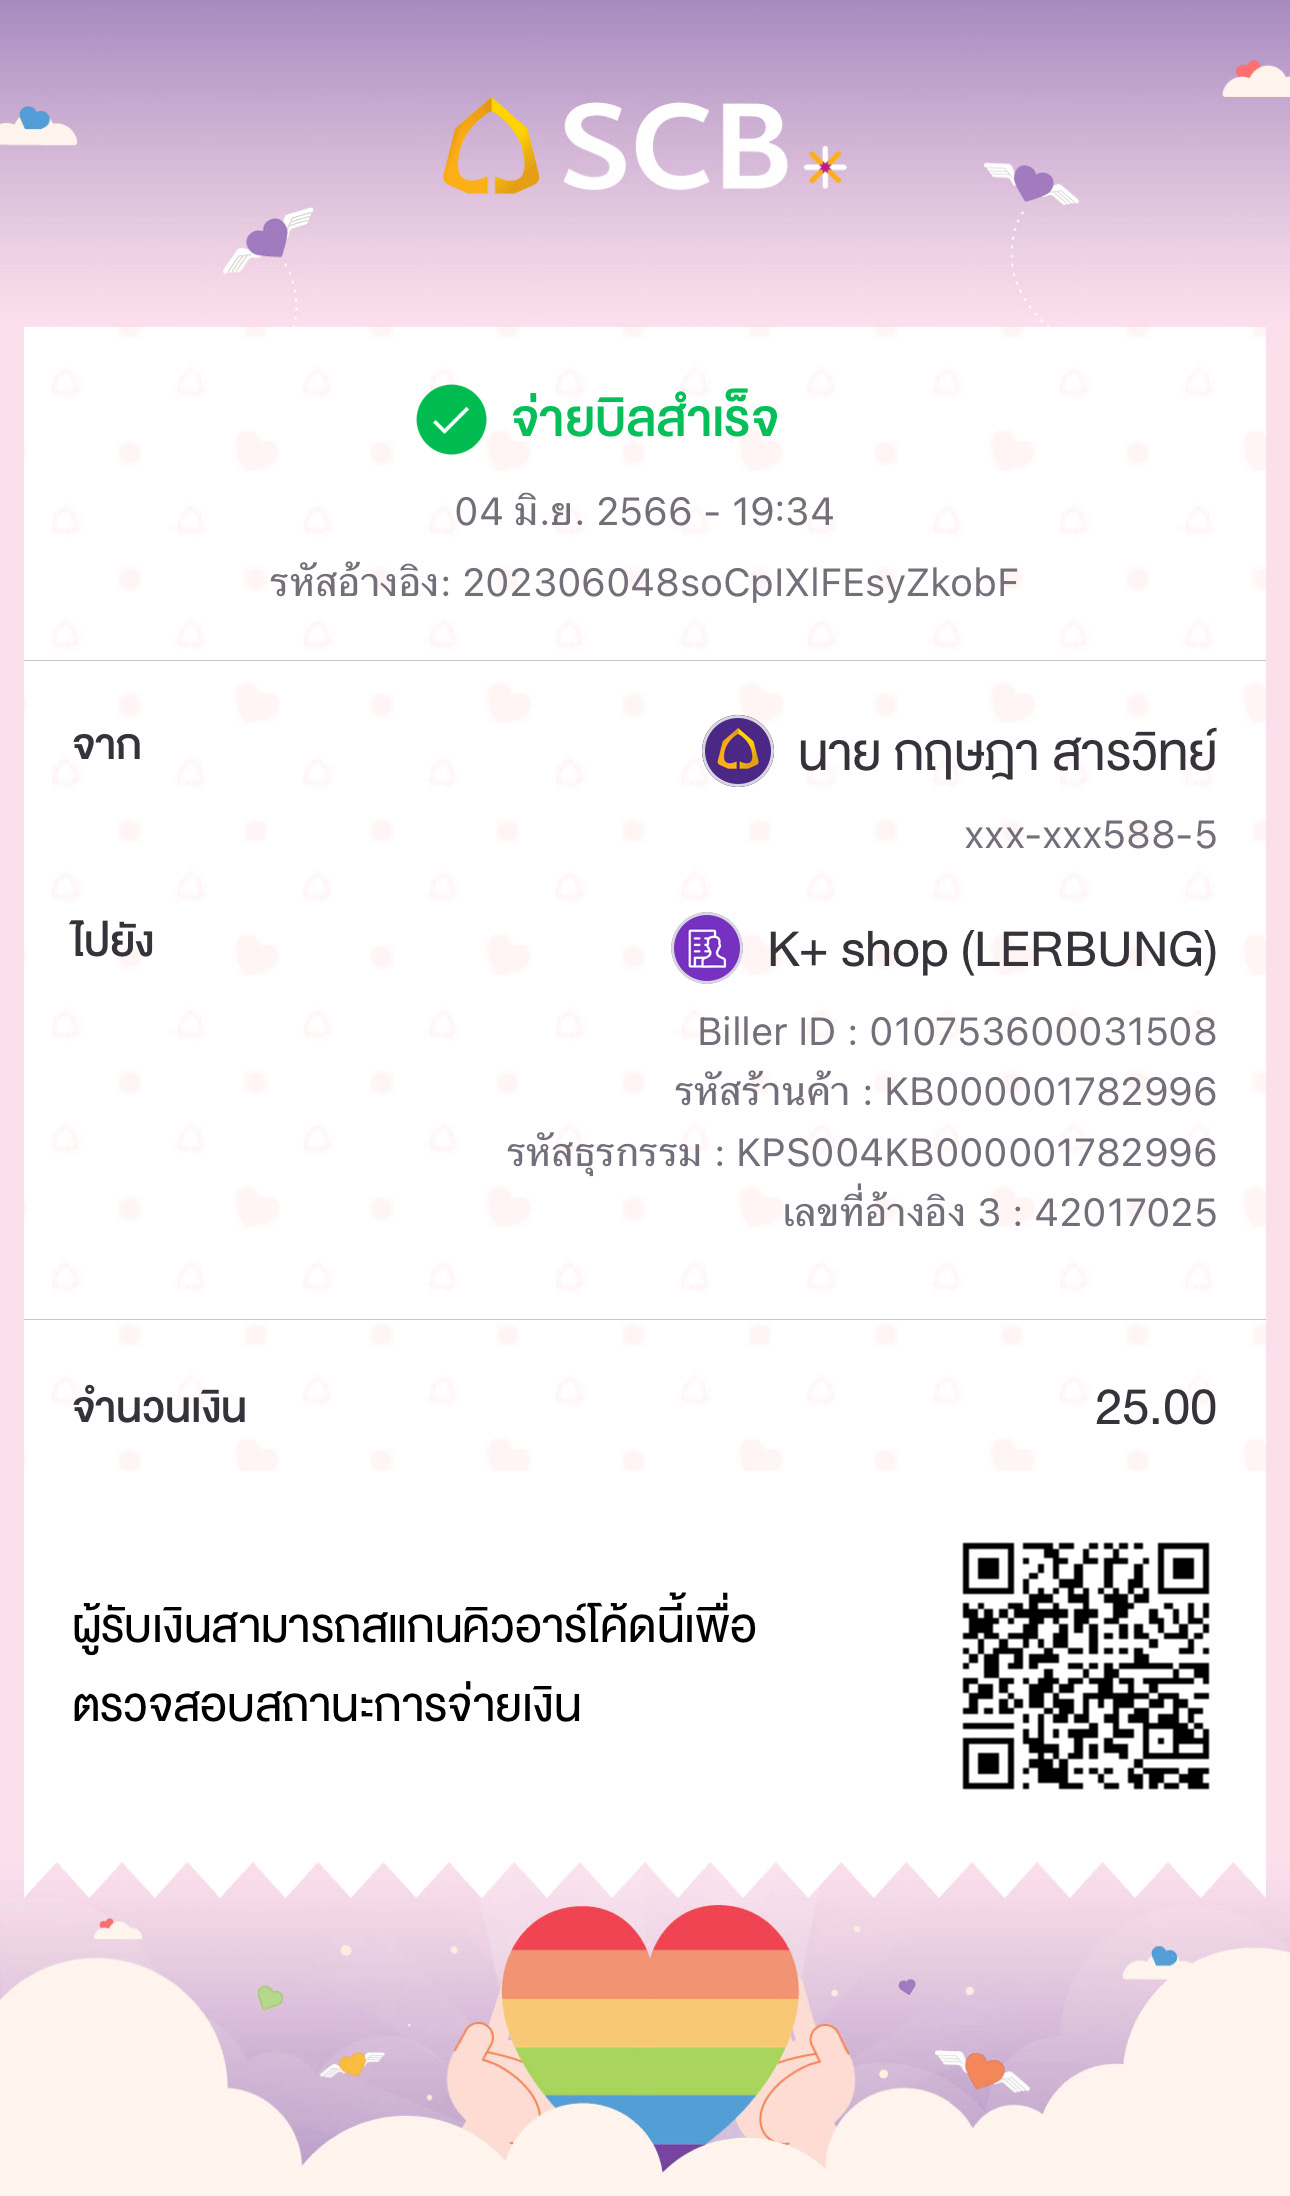 SCB
จ่ายบิลสำเร็จ
04 มิ.ย. 2566 - 19:34
รหัสอ้างอิง: 202306048soCpIXlFEsyZkobF
จาก
นาย กฤษฎา สารวิทย์
xxx-xxx588-5
ไปยัง
K+ shop (LERBUNG)
Biller ID : 010753600031508
รหัสร้านค้า : KB000001782996
รหัสธุรกรรม : KPS004KB000001782996
เลขที่อ้างอิง 3 : 42017025
จำนวนเงิน 25.00
ผู้รับเงินสามารถสแกนคิวอาร์โค้ดนี้เพื่อ
ตรวจสอบสถานะการจ่ายเงิน